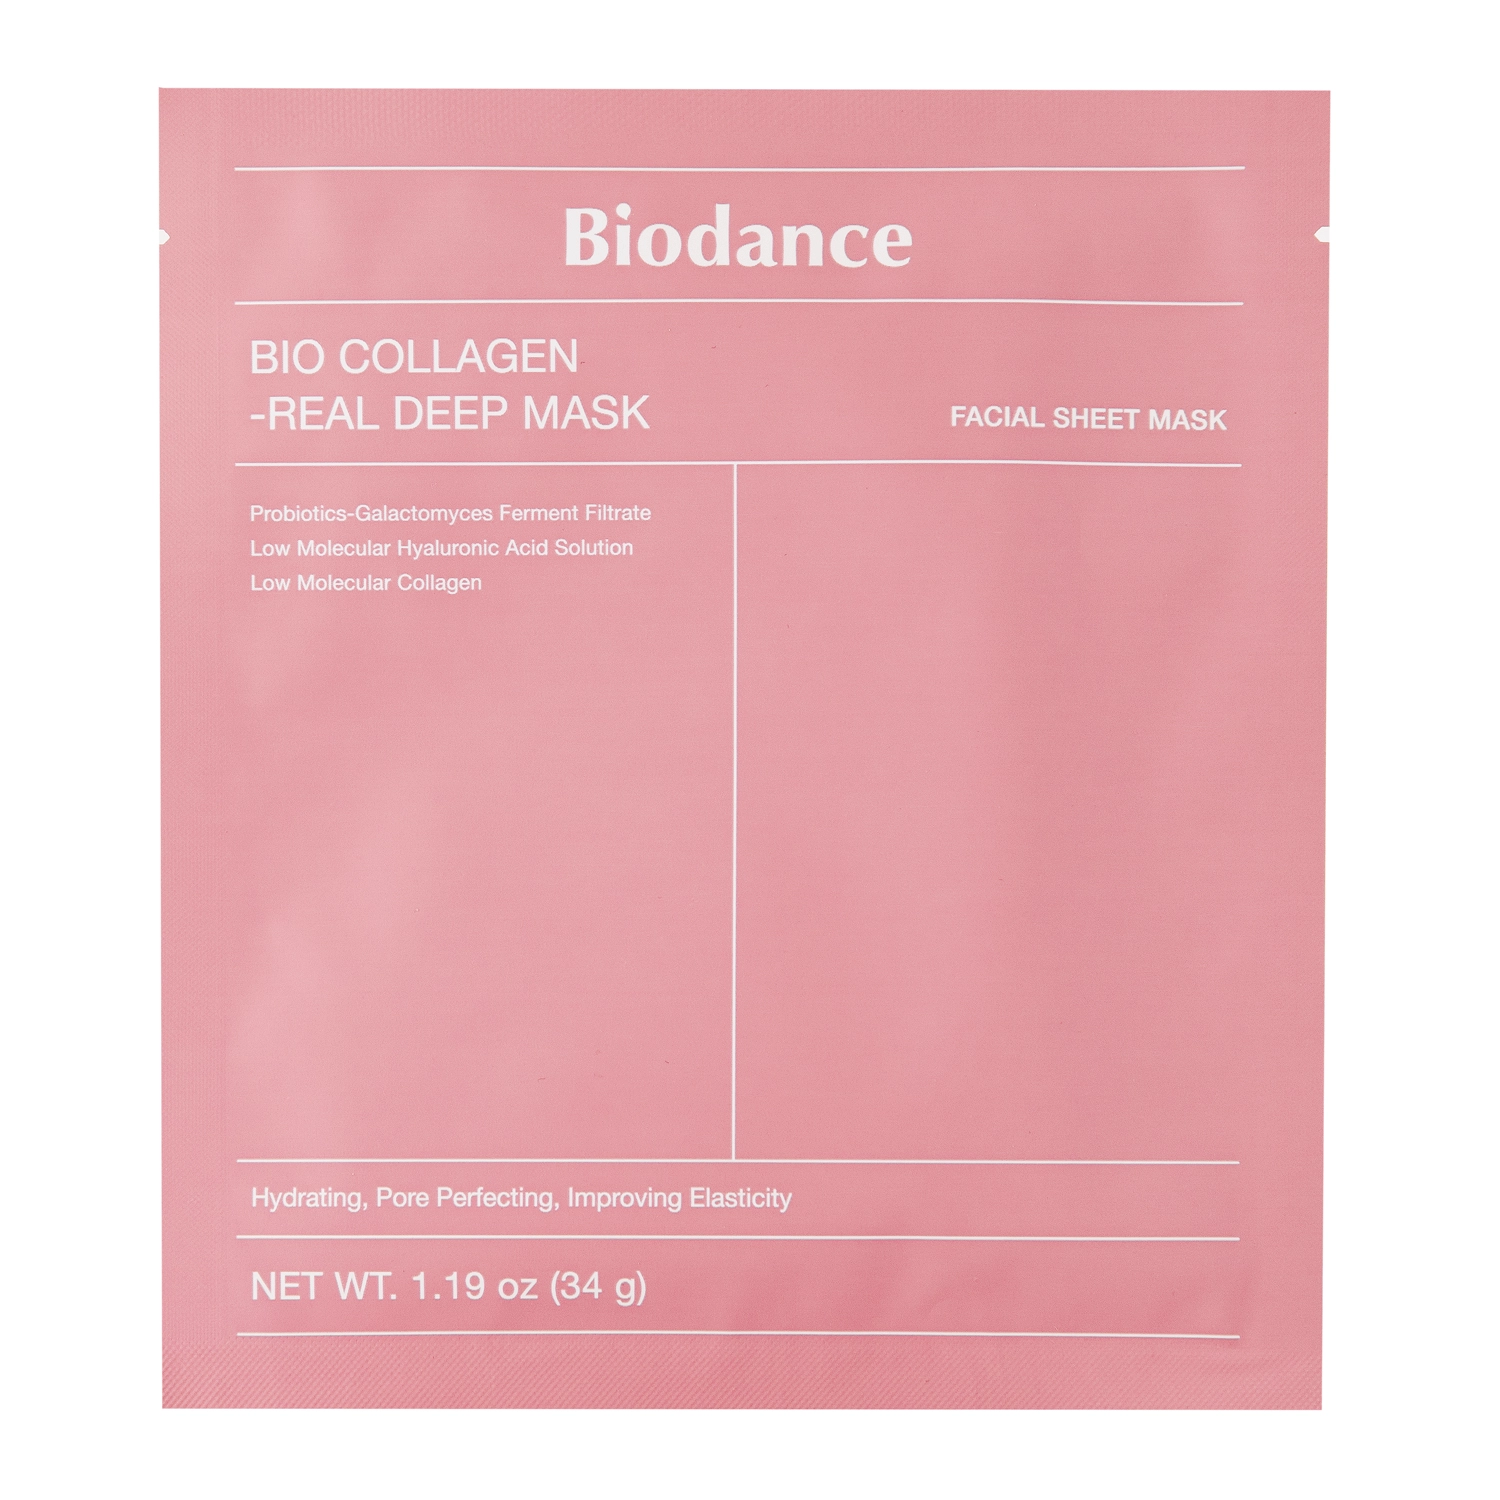 Biodance
BIO COLLAGEN
-REAL DEEP MASK
FACIAL SHEET MASK
Probiotics-Galactomyces Ferment Filtrate
Low Molecular Hyaluronic Acid Solution
Low Molecular Collagen
Hydrating, Pore Perfecting, Improving Elasticity
NET WT. 1.19 oz (34 g)